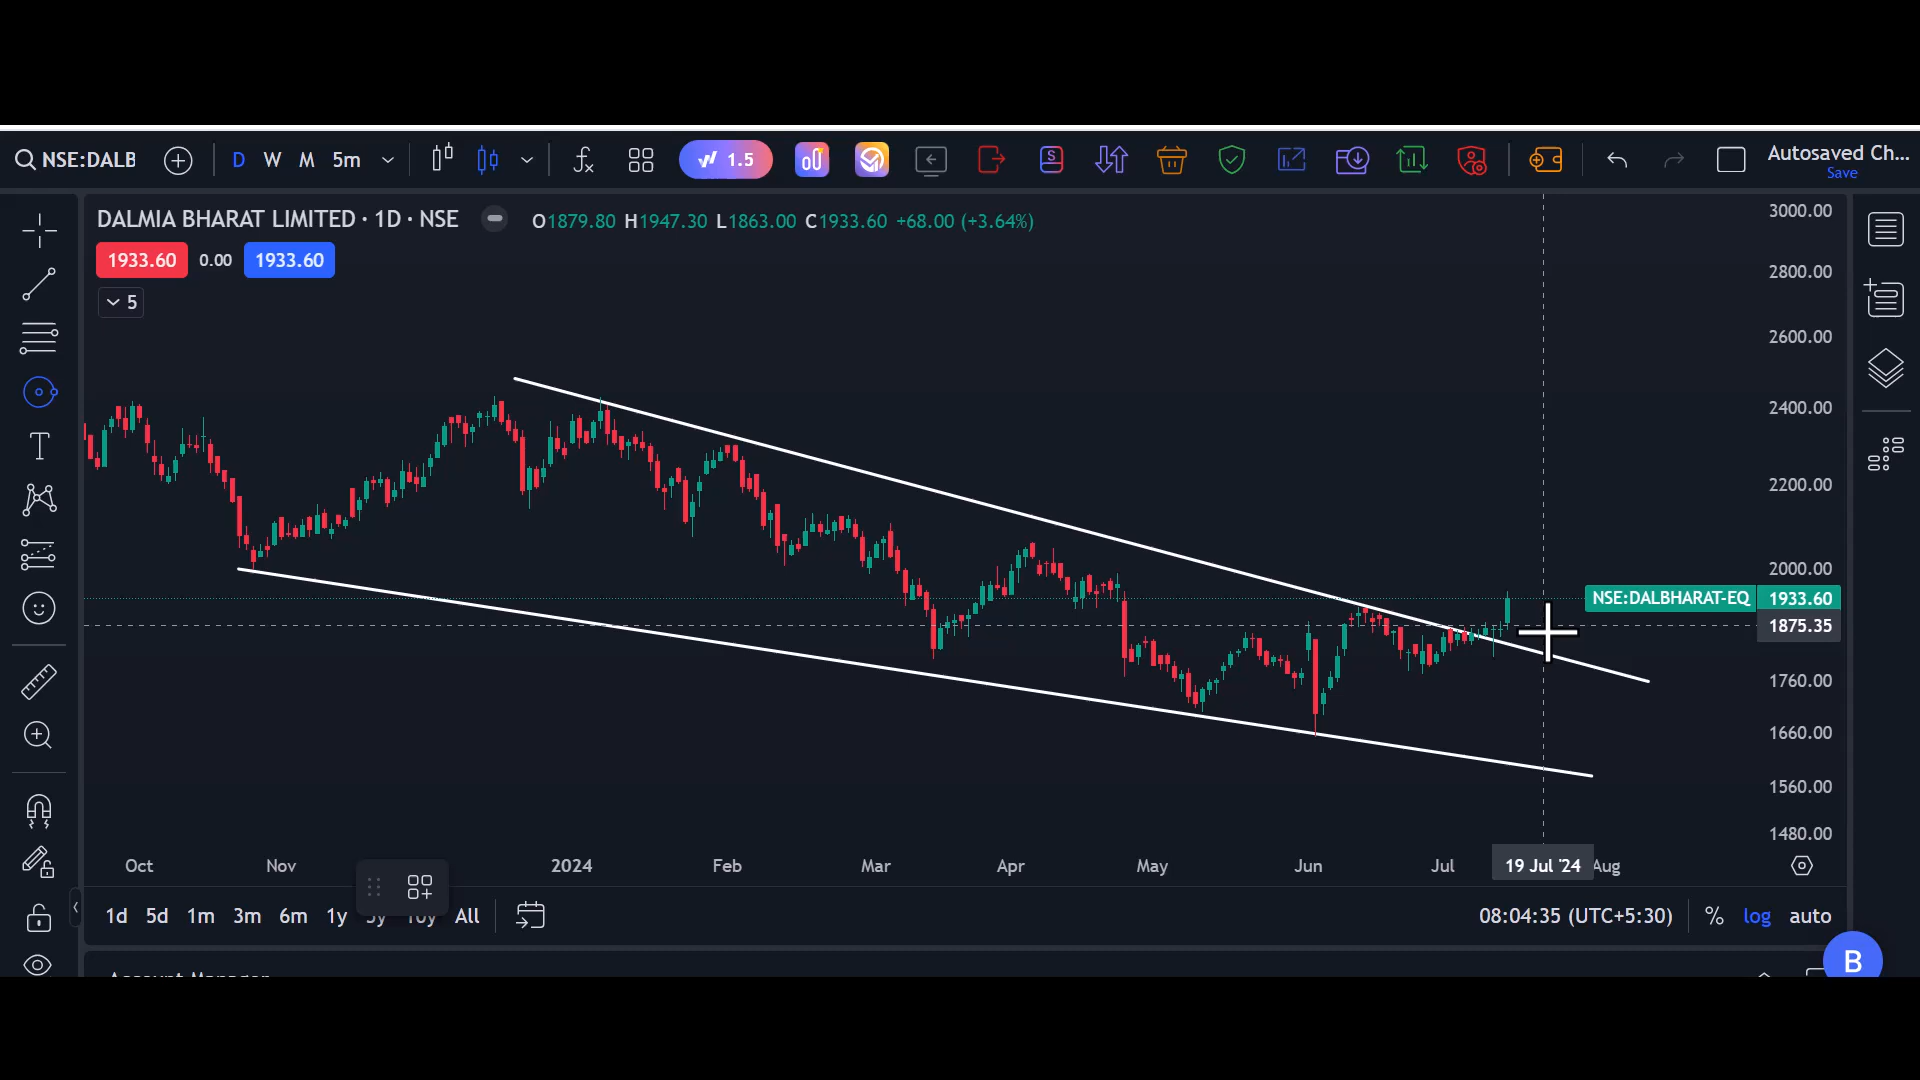 NSE:DALB D W M 5m 1.5 Autosaved Ch...
Save
DALMIA BHARAT LIMITED · 1D · NSE O1879.80 H1947.30 L1863.00 C1933.60 +68.00 (+3.64%)
1933.60 0.00 1933.60
5
3000.00
2800.00
2600.00
2400.00
2200.00
2000.00
NSE:DALBHARAT-EQ 1933.60
1875.35
1760.00
1660.00
1560.00
1480.00
Oct Nov 2024 Feb Mar Apr May Jun Jul 19 Jul '24 Aug
1d 5d 1m 3m 6m 1y 5y 10y All 08:04:35 (UTC+5:30) % log auto
Account Manager
B